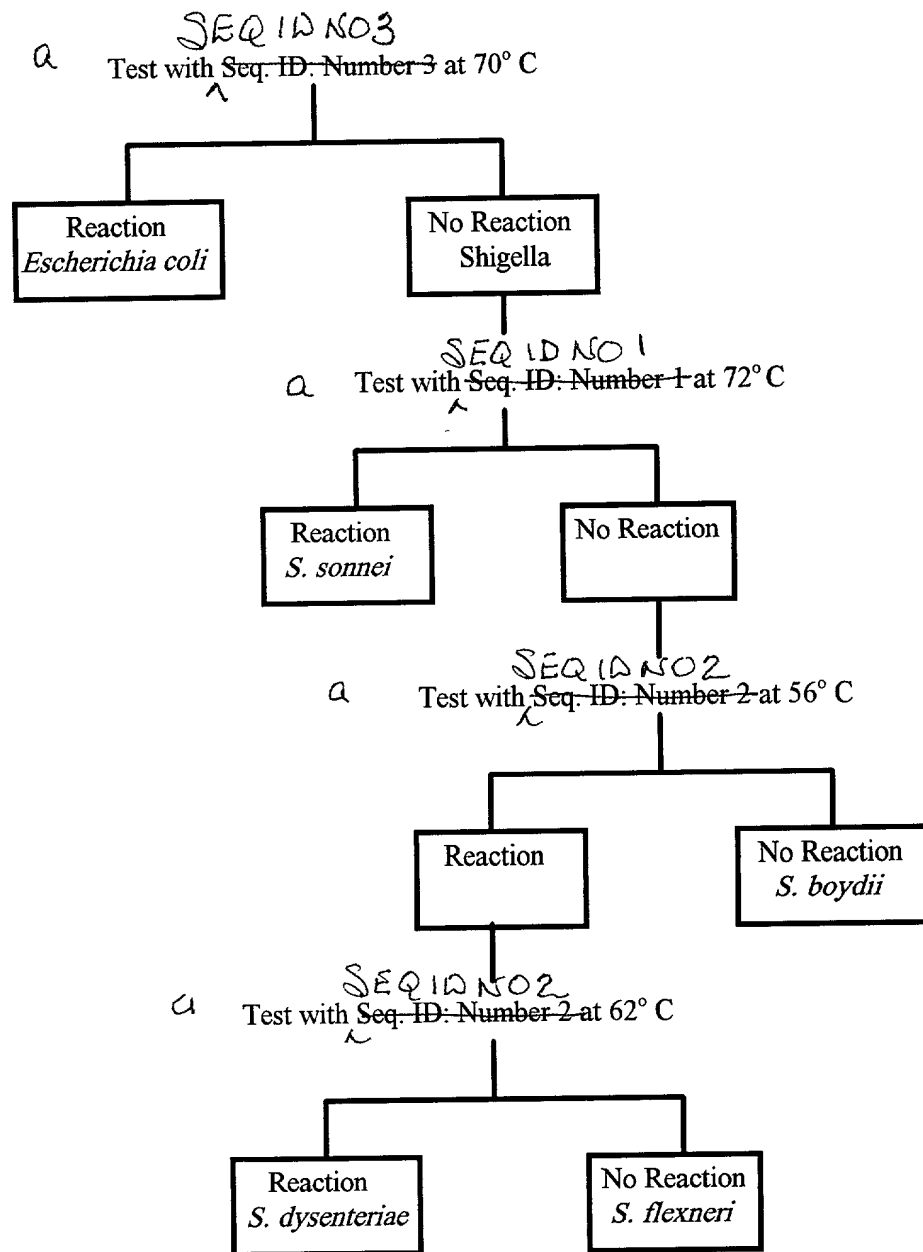 SEQ ID NO3
a Test with ^ Seq. ID: Number 3 at 70° C
Reaction
Escherichia coli
No Reaction
Shigella
SEQ ID NO1
a Test with ^ Seq. ID: Number 1 at 72° C
Reaction
S. sonnei
No Reaction
SEQ ID NO2
a Test with ^ Seq. ID: Number 2 at 56° C
Reaction
No Reaction
S. boydii
SEQ ID NO2
a Test with ^ Seq. ID: Number 2 at 62° C
Reaction
S. dysenteriae
No Reaction
S. flexneri